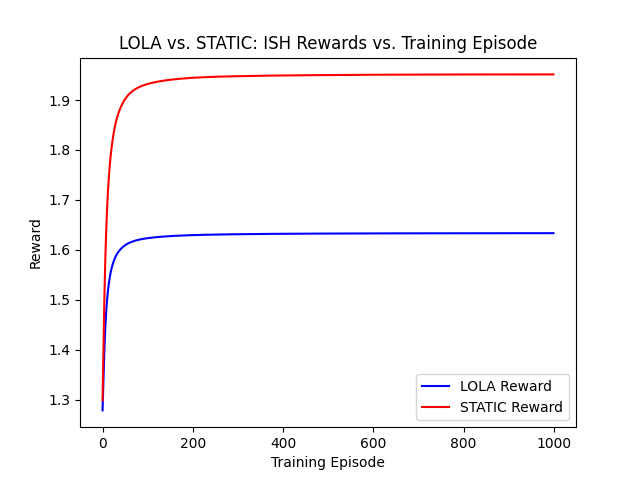 LOLA vs. STATIC: ISH Rewards vs. Training Episode
Reward
1.9
1.8
1.7
1.6
1.5
1.4
1.3
LOLA Reward
STATIC Reward
0
200
400
600
800
1000
Training Episode